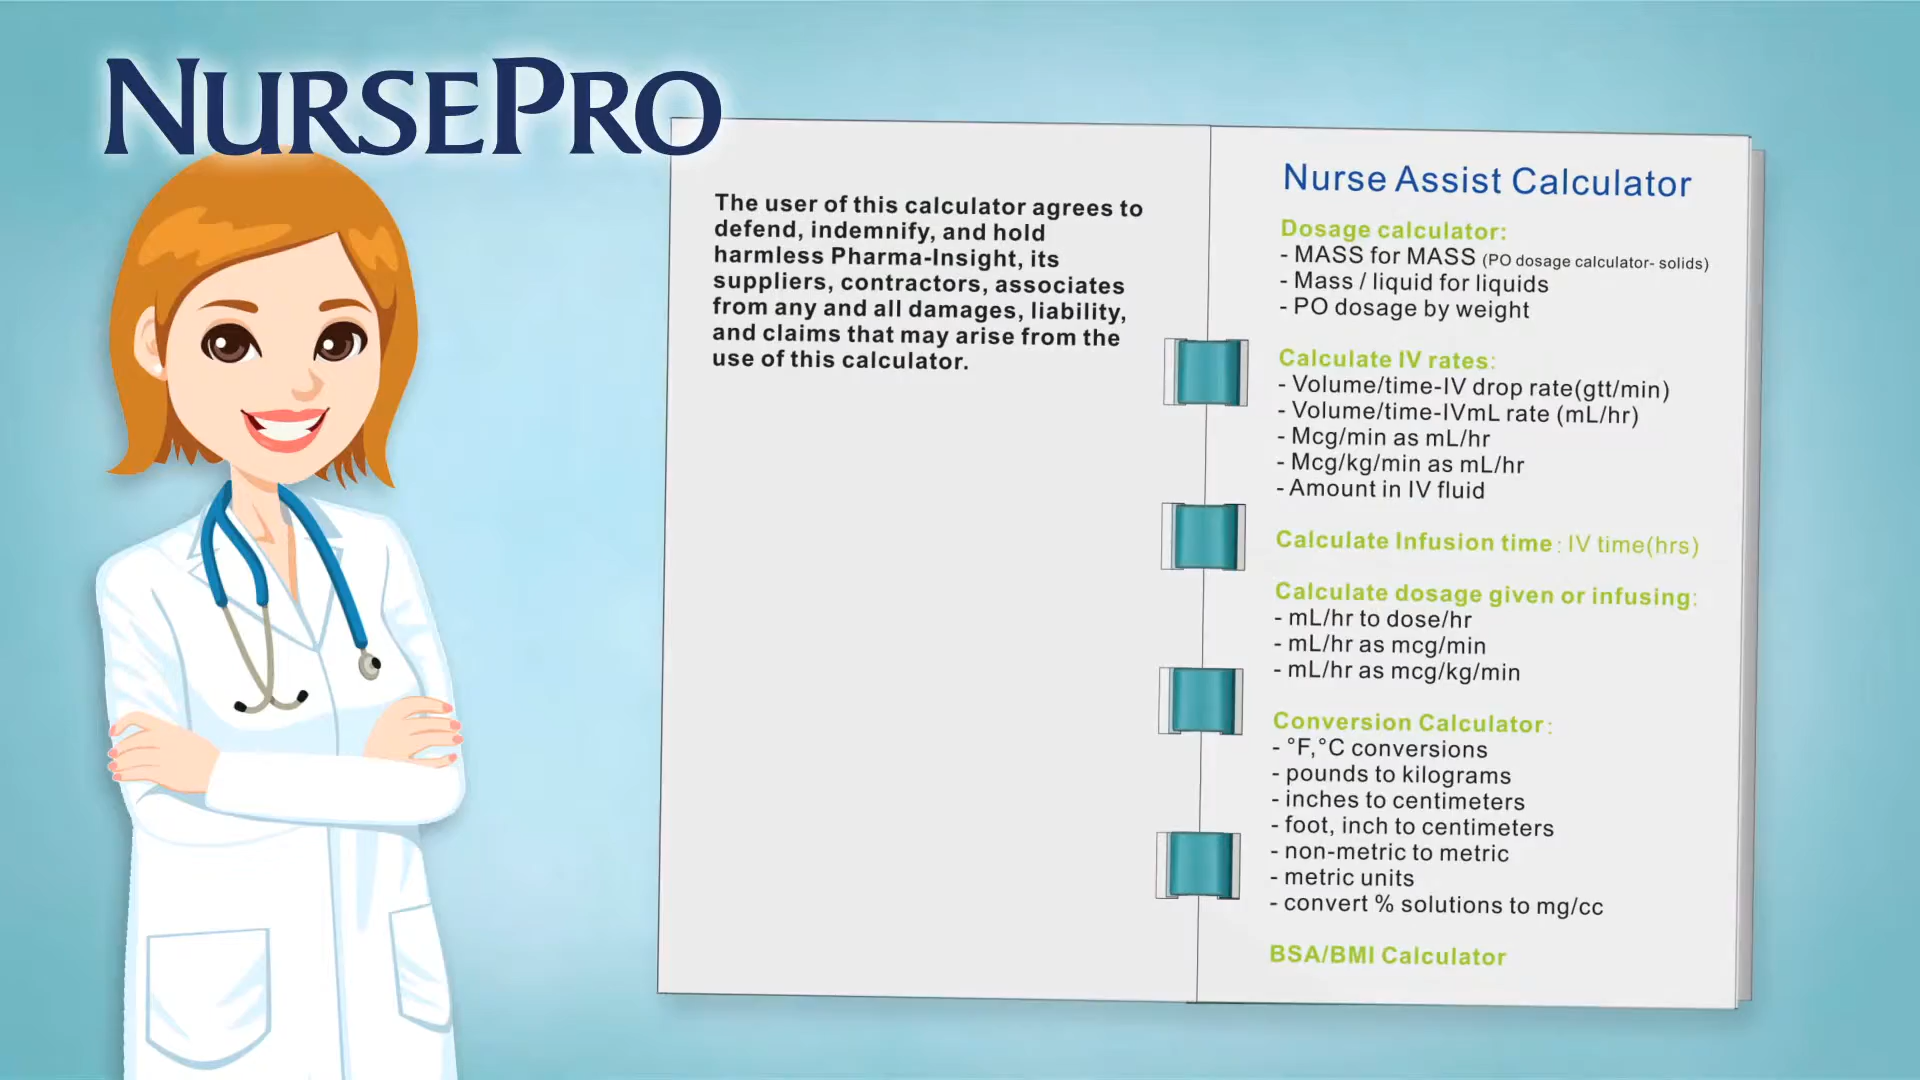 NURSEPRO
The user of this calculator agrees to
defend, indemnify, and hold
harmless Pharma-Insight, its
suppliers, contractors, associates
from any and all damages, liability,
and claims that may arise from the
use of this calculator.
Nurse Assist Calculator
Dosage calculator:
- MASS for MASS (PO dosage calculator- solids)
- Mass / liquid for liquids
- PO dosage by weight
Calculate IV rates:
- Volume/time-IV drop rate(gtt/min)
- Volume/time-IVmL rate (mL/hr)
- Mcg/min as mL/hr
- Mcg/kg/min as mL/hr
- Amount in IV fluid
Calculate Infusion time : IV time(hrs)
Calculate dosage given or infusing:
- mL/hr to dose/hr
- mL/hr as mcg/min
- mL/hr as mcg/kg/min
Conversion Calculator :
- °F,°C conversions
- pounds to kilograms
- inches to centimeters
- foot, inch to centimeters
- non-metric to metric
- metric units
- convert % solutions to mg/cc
BSA/BMI Calculator